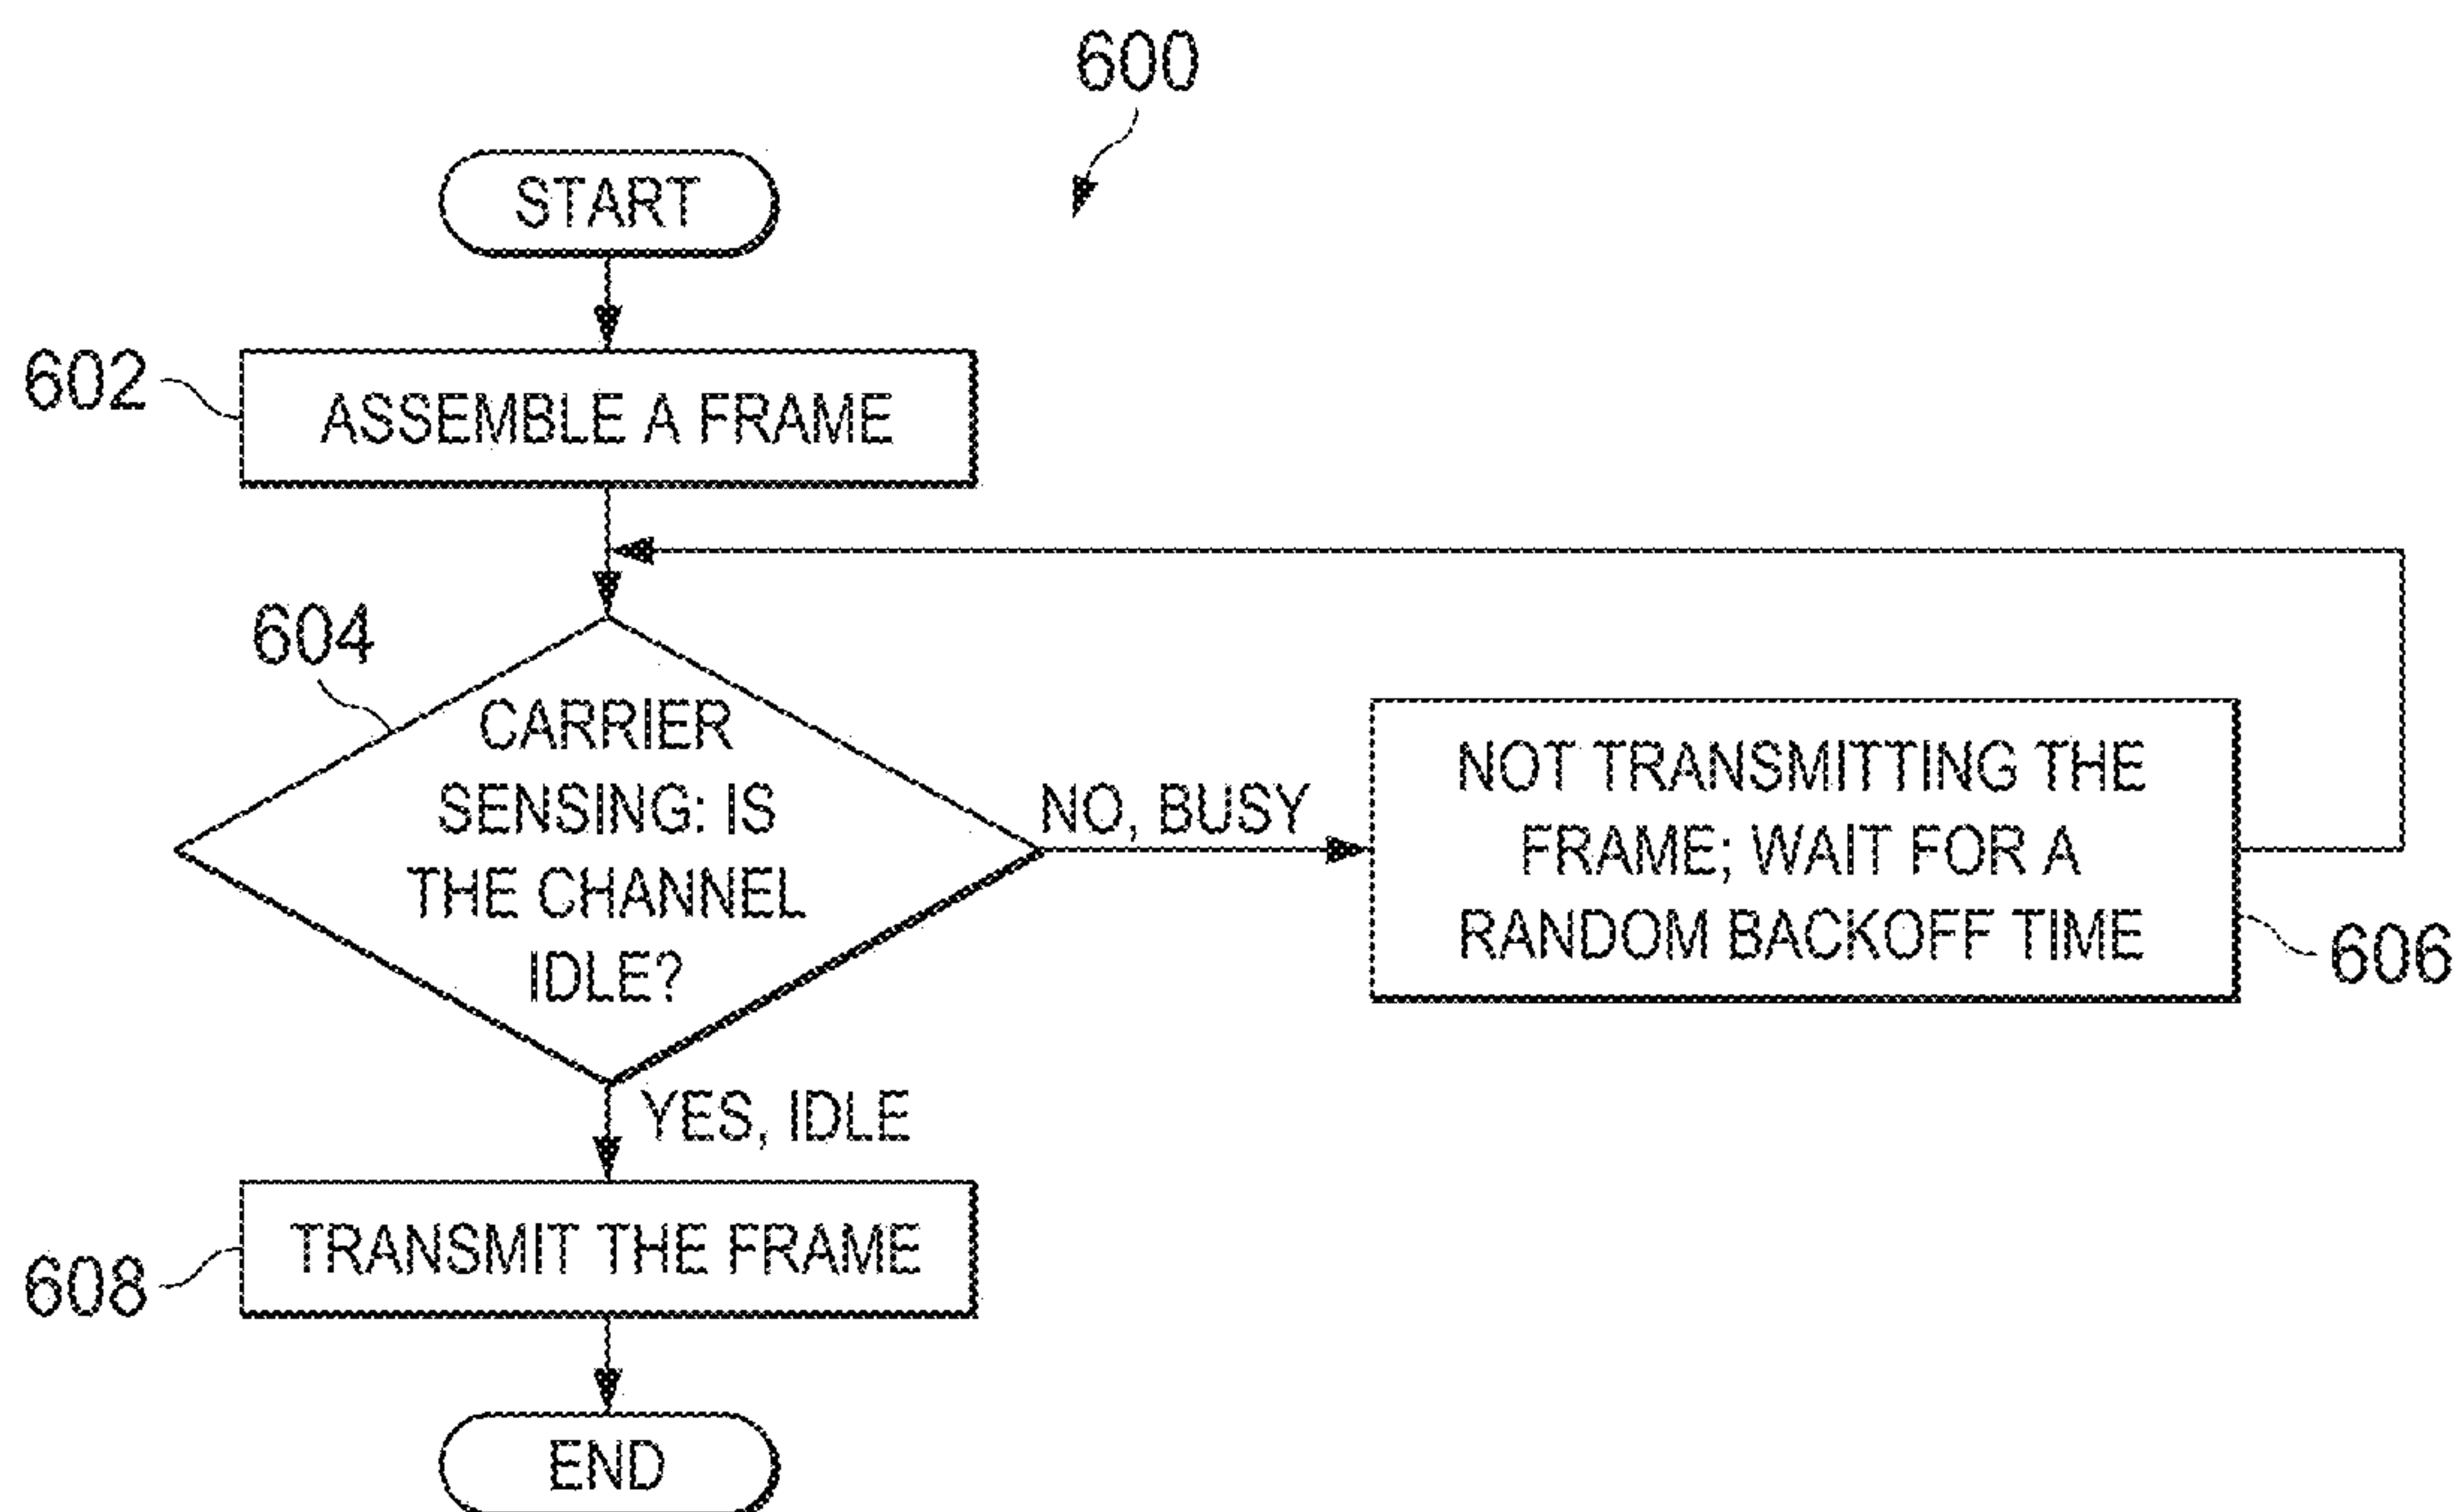 600
START
602
ASSEMBLE A FRAME
604
CARRIER
SENSING: IS
THE CHANNEL
IDLE?
NO, BUSY
NOT TRANSMITTING THE
FRAME; WAIT FOR A
RANDOM BACKOFF TIME
606
YES, IDLE
TRANSMIT THE FRAME
608
END